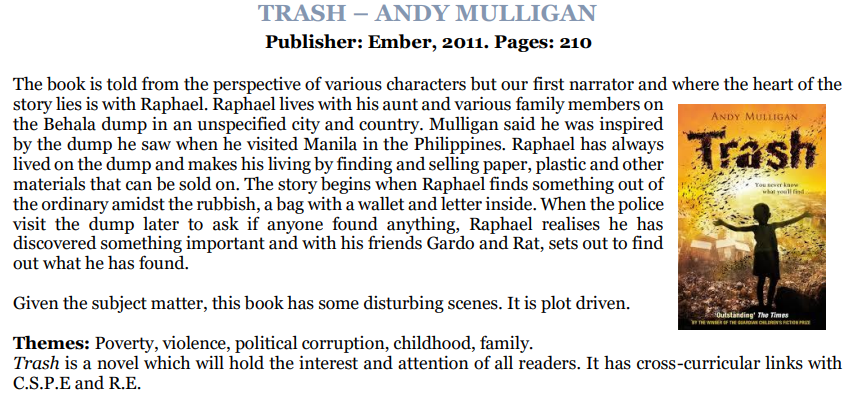 TRASH – ANDY MULLIGAN
Publisher: Ember, 2011. Pages: 210
The book is told from the perspective of various characters but our first narrator and where the heart of the
story lies is with Raphael. Raphael lives with his aunt and various family members on
the Behala dump in an unspecified city and country. Mulligan said he was inspired
by the dump he saw when he visited Manila in the Philippines. Raphael has always
lived on the dump and makes his living by finding and selling paper, plastic and other
materials that can be sold on. The story begins when Raphael finds something out of
the ordinary amidst the rubbish, a bag with a wallet and letter inside. When the police
visit the dump later to ask if anyone found anything, Raphael realises he has
discovered something important and with his friends Gardo and Rat, sets out to find
out what he has found.
ANDY MULLIGAN
Trash
You never know
what you'll find
'Outstanding' The Times
BY THE WINNER OF THE GUARDIAN CHILDREN'S FICTION PRIZE
Given the subject matter, this book has some disturbing scenes. It is plot driven.
Themes: Poverty, violence, political corruption, childhood, family.
Trash is a novel which will hold the interest and attention of all readers. It has cross-curricular links with
C.S.P.E and R.E.